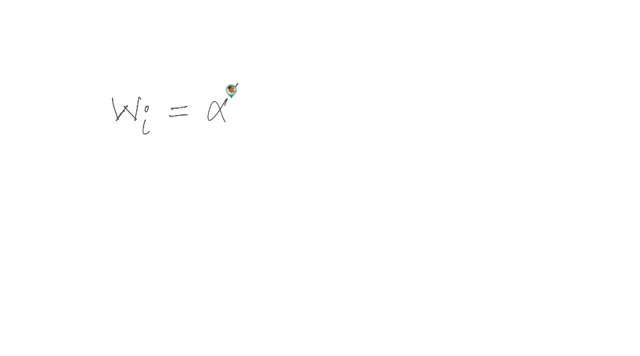 Wᵢ = α